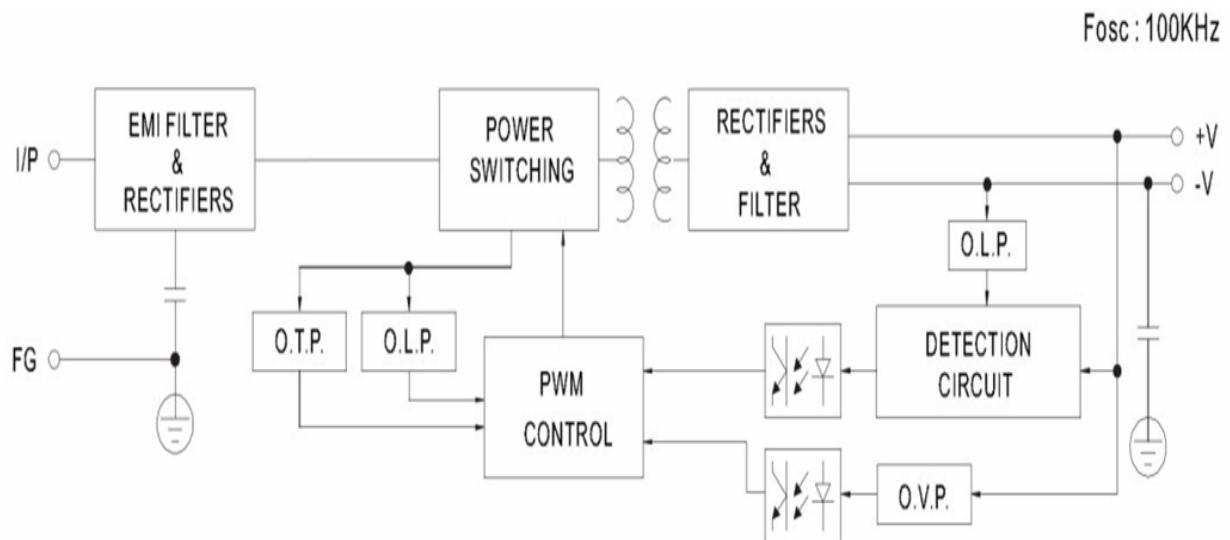 Fosc : 100KHz
EMI FILTER
&
RECTIFIERS
I/P
POWER
SWITCHING
RECTIFIERS
&
FILTER
+V
-V
O.L.P.
O.T.P.
O.L.P.
FG
PWM
CONTROL
DETECTION
CIRCUIT
O.V.P.